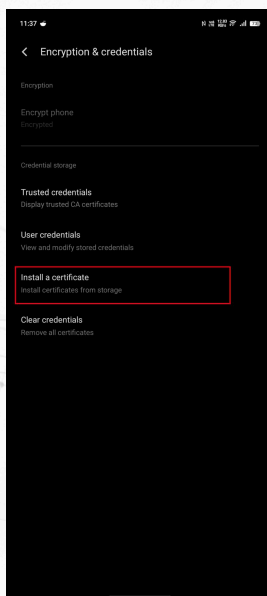 11:37
Encryption & credentials
Encryption
Encrypt phone
Encrypted
Credential storage
Trusted credentials
Display trusted CA certificates
User credentials
View and modify stored credentials
Install a certificate
Install certificates from storage
Clear credentials
Remove all certificates